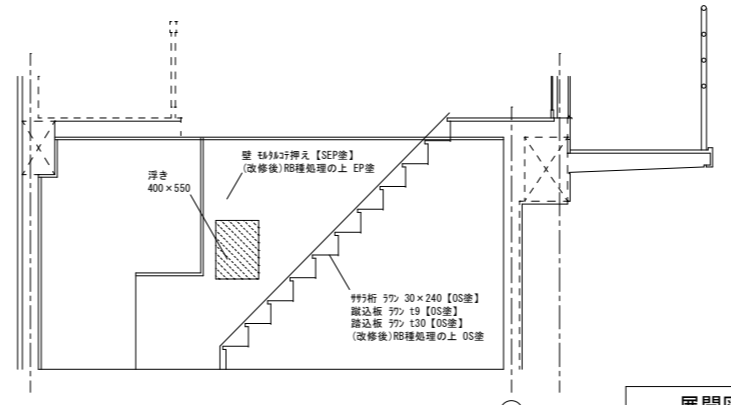 壁 ﾓﾙﾀﾙｺﾃ押え【SEP塗】
(改修後)RB種処理の上 EP塗
浮き
400×550
ｻｻﾗ桁 ﾗﾜﾝ 30×240【OS塗】
蹴込板 ﾗﾜﾝ t9【OS塗】
踏込板 ﾗﾜﾝ t30【OS塗】
(改修後)RB種処理の上 OS塗
展開図